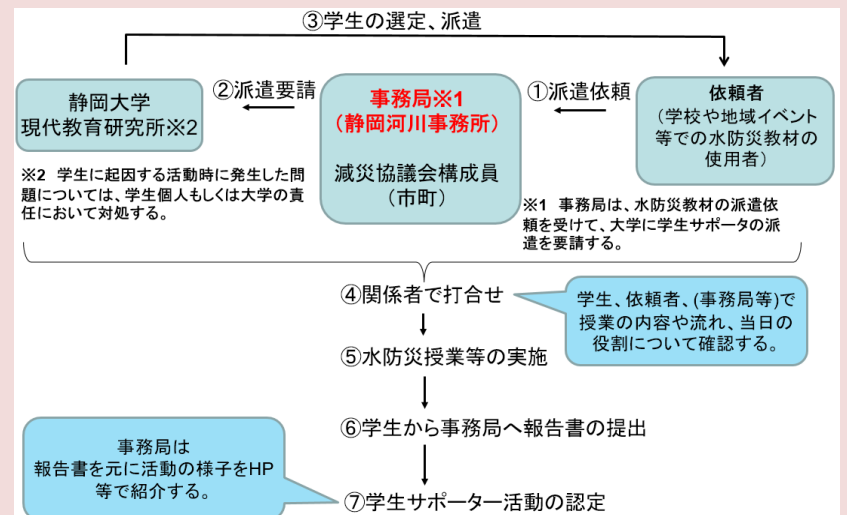 ③学生の選定、派遣
静岡大学
現代教育研究所※2
②派遣要請
事務局※1
（静岡河川事務所）
減災協議会構成員
（市町）
①派遣依頼
依頼者
（学校や地域イベント
等での水防災教材の
使用者）
※2 学生に起因する活動時に発生した問
題については、学生個人もしくは大学の責
任において対処する。
※1 事務局は、水防災教材の派遣依
頼を受けて、大学に学生サポータの派
遣を要請する。
④関係者で打合せ
学生、依頼者、(事務局等)で
授業の内容や流れ、当日の
役割について確認する。
⑤水防災授業等の実施
⑥学生から事務局へ報告書の提出
事務局は
報告書を元に活動の様子をHP
等で紹介する。
⑦学生サポーター活動の認定